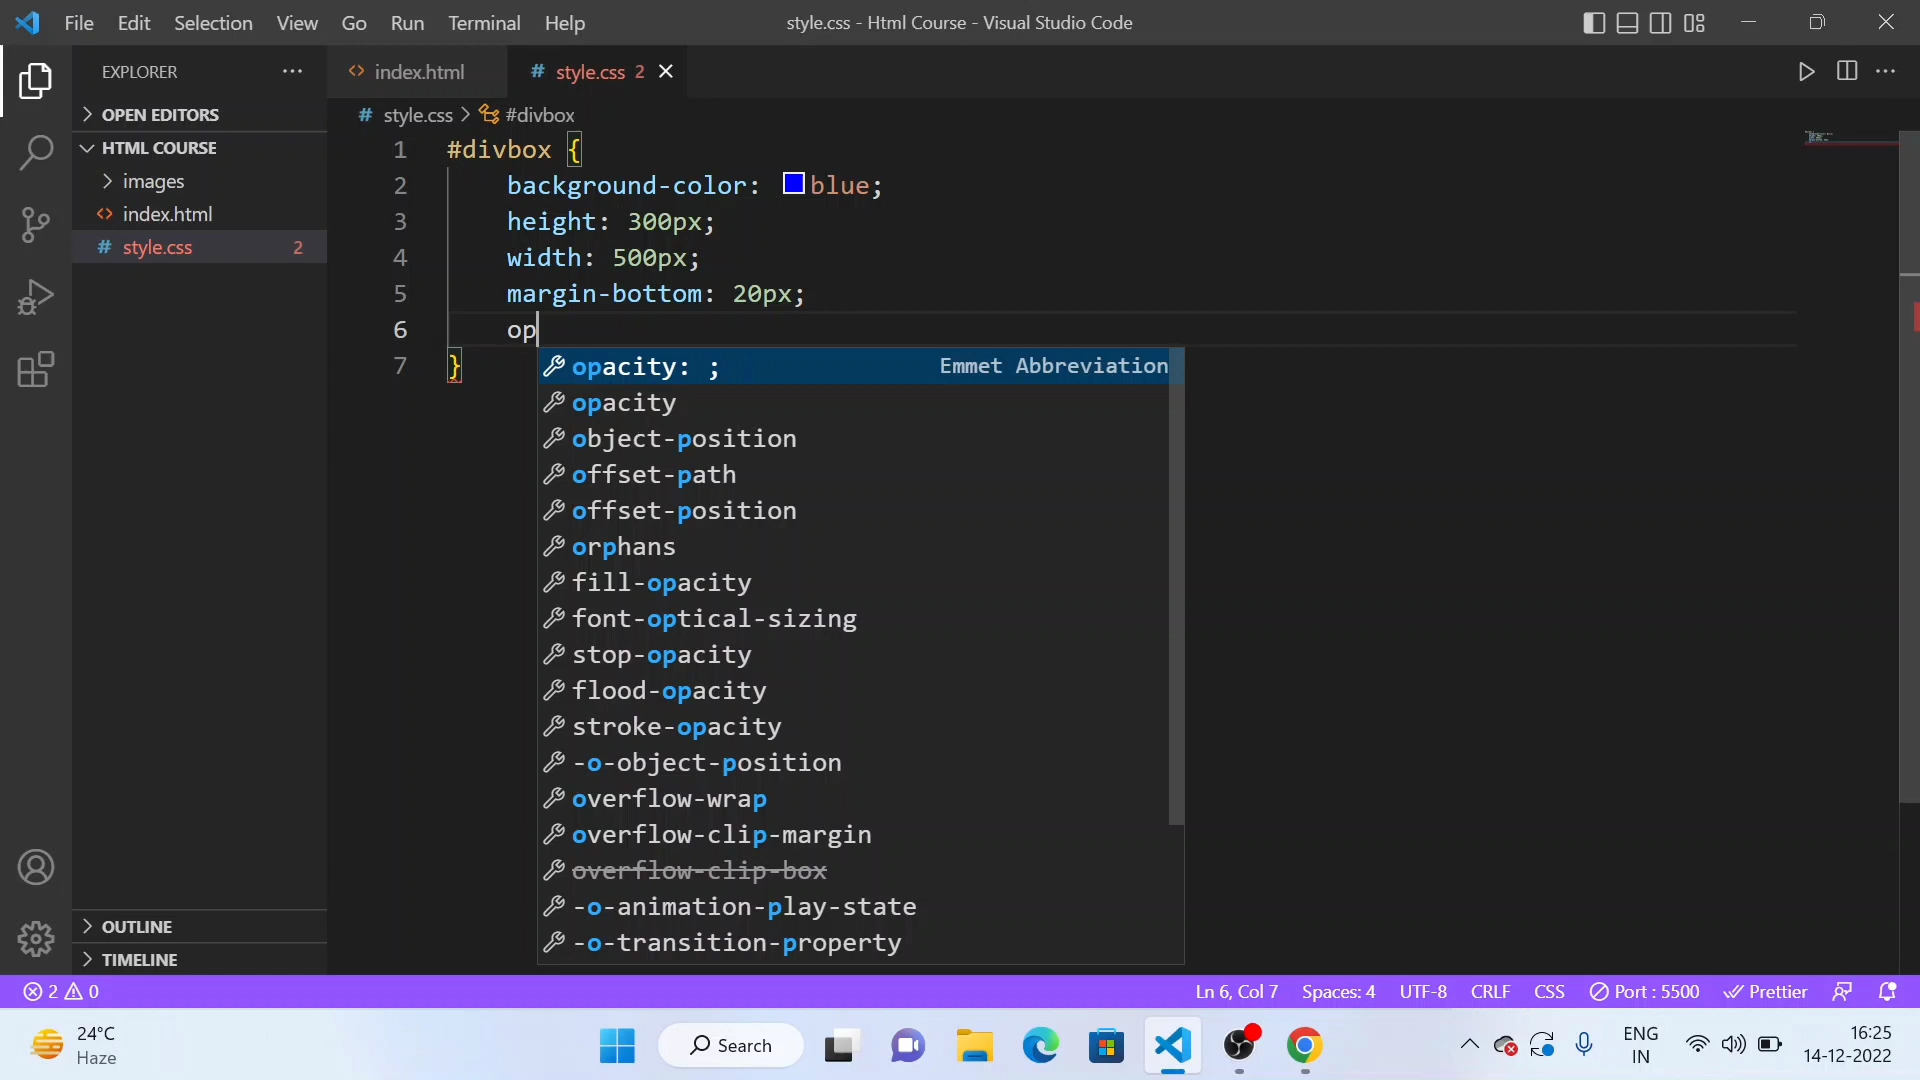 File Edit Selection View Go Run Terminal Help
style.css - Html Course - Visual Studio Code
EXPLORER
OPEN EDITORS
HTML COURSE
images
index.html
style.css 2
OUTLINE
TIMELINE
index.html
# style.css 2
# style.css > #divbox
1 #divbox {
2 background-color: blue;
3 height: 300px;
4 width: 500px;
5 margin-bottom: 20px;
6 op
7 }
opacity: ; Emmet Abbreviation
opacity
object-position
offset-path
offset-position
orphans
fill-opacity
font-optical-sizing
stop-opacity
flood-opacity
stroke-opacity
-o-object-position
overflow-wrap
overflow-clip-margin
overflow-clip-box
-o-animation-play-state
-o-transition-property
2 0
Ln 6, Col 7 Spaces: 4 UTF-8 CRLF CSS Port : 5500 Prettier
24°C
Haze
Search
ENG
IN
16:25
14-12-2022